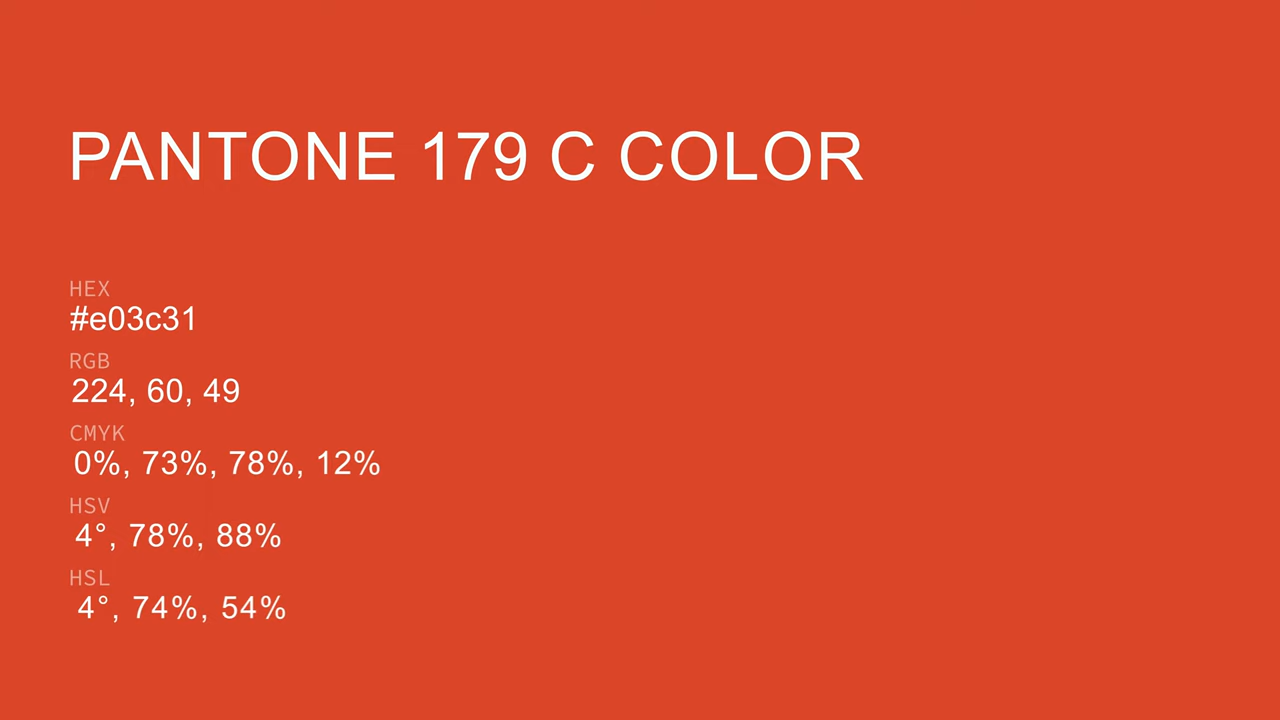 PANTONE 179 C COLOR
HEX
#e03c31
RGB
224, 60, 49
CMYK
0%, 73%, 78%, 12%
HSV
4°, 78%, 88%
HSL
4°, 74%, 54%